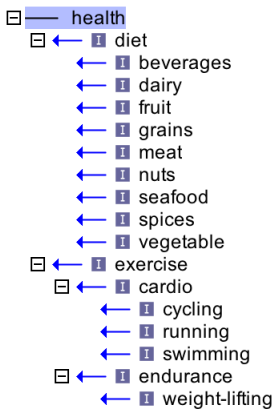 health
I diet
I beverages
I dairy
I fruit
I grains
I meat
I nuts
I seafood
I spices
I vegetable
I exercise
I cardio
I cycling
I running
I swimming
I endurance
I weight-lifting